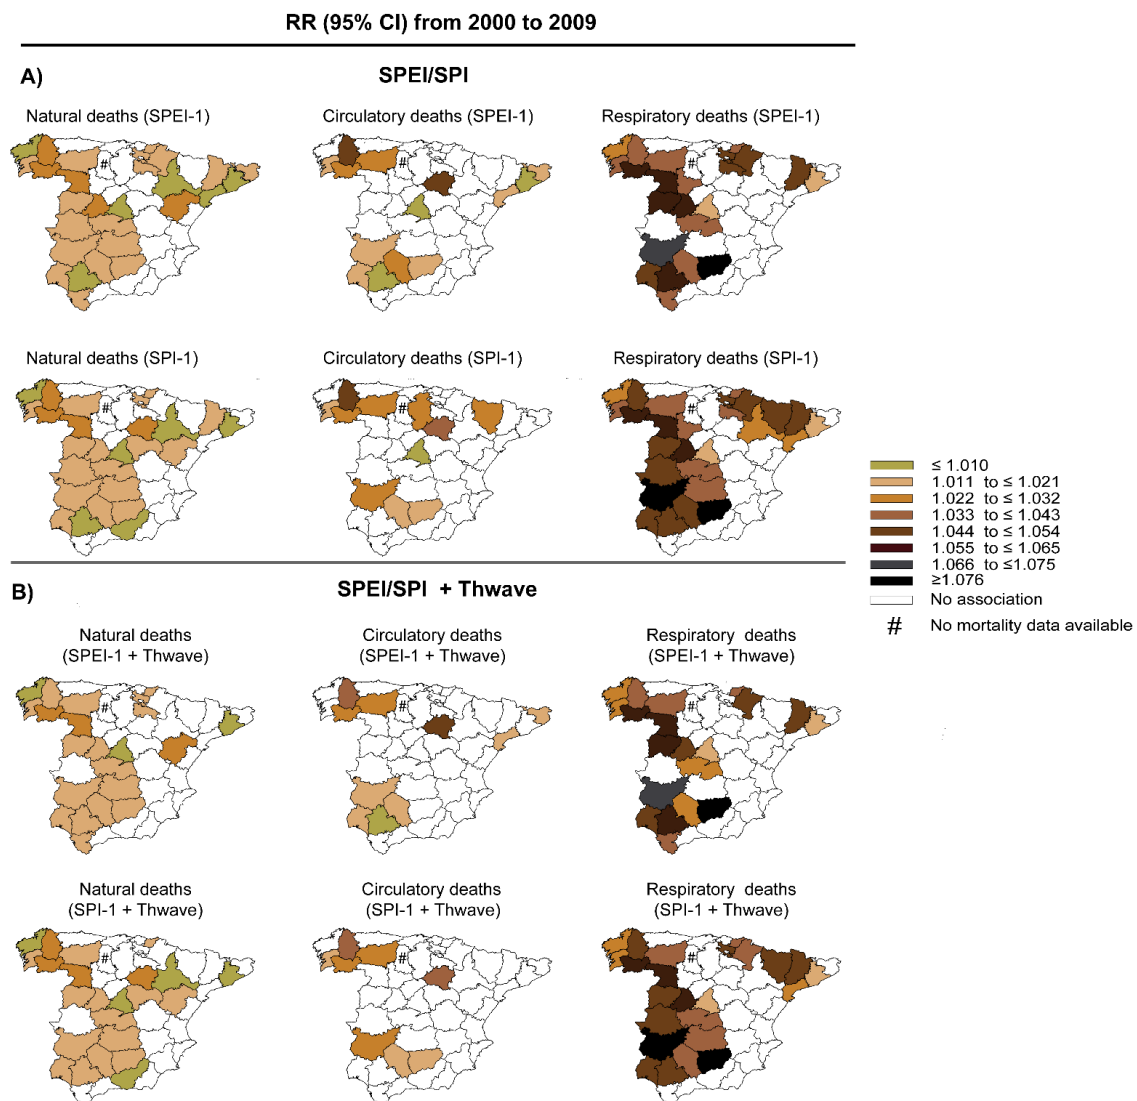 RR (95% CI) from 2000 to 2009
A)
SPEI/SPI
Natural deaths (SPEI-1)
Circulatory deaths (SPEI-1)
Respiratory deaths (SPEI-1)
#
#
#
Natural deaths (SPI-1)
Circulatory deaths (SPI-1)
Respiratory deaths (SPI-1)
#
#
#
≤ 1.010
1.011 to ≤ 1.021
1.022 to ≤ 1.032
1.033 to ≤ 1.043
1.044 to ≤ 1.054
1.055 to ≤ 1.065
1.066 to ≤1.075
≥1.076
No association
# No mortality data available
B)
SPEI/SPI + Thwave
Natural deaths
(SPEI-1 + Thwave)
Circulatory deaths
(SPEI-1 + Thwave)
Respiratory deaths
(SPEI-1 + Thwave)
#
#
#
Natural deaths
(SPI-1 + Thwave)
Circulatory deaths
(SPI-1 + Thwave)
Respiratory deaths
(SPI-1 + Thwave)
#
#
#